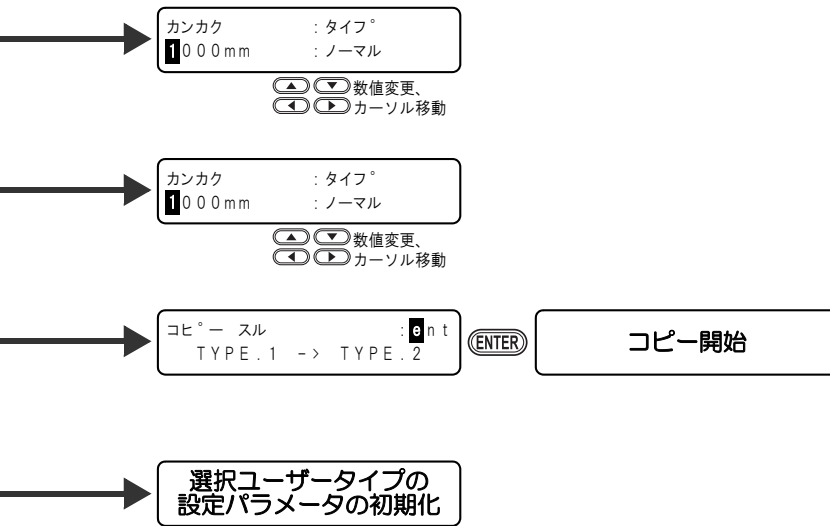 カンカク : タイプ
1000mm : ノーマル
数値変更、
カーソル移動
カンカク : タイプ
1000mm : ノーマル
数値変更、
カーソル移動
コピー スル : ent
TYPE.1 -> TYPE.2
ENTER
コピー開始
選択ユーザータイプの
設定パラメータの初期化